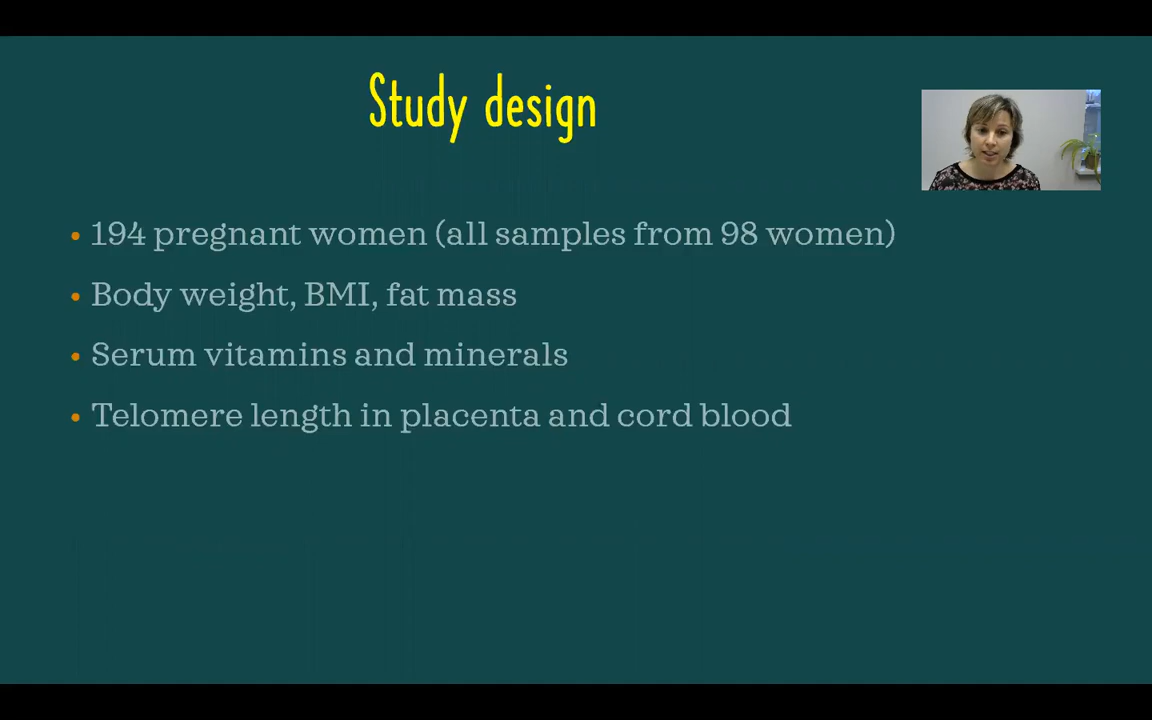 Study design
• 194 pregnant women (all samples from 98 women)
• Body weight, BMI, fat mass
• Serum vitamins and minerals
• Telomere length in placenta and cord blood